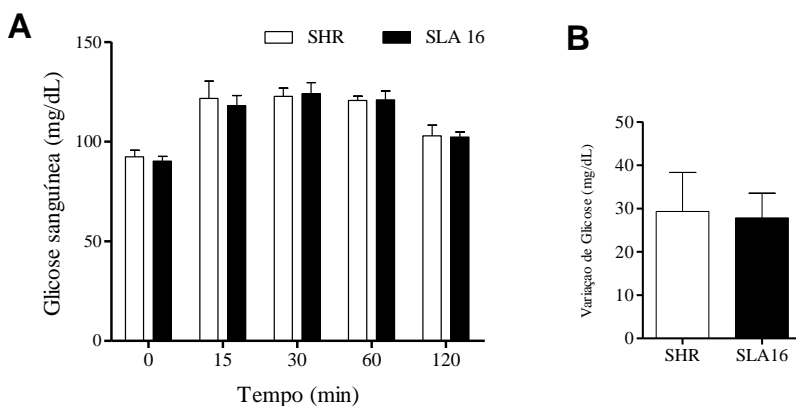 A
SHR
SLA 16
Glicose sanguínea (mg/dL)
150
100
50
0
0
15
30
60
120
Tempo (min)
B
Variaçao de Glicose (mg/dL)
50
40
30
20
10
0
SHR
SLA16